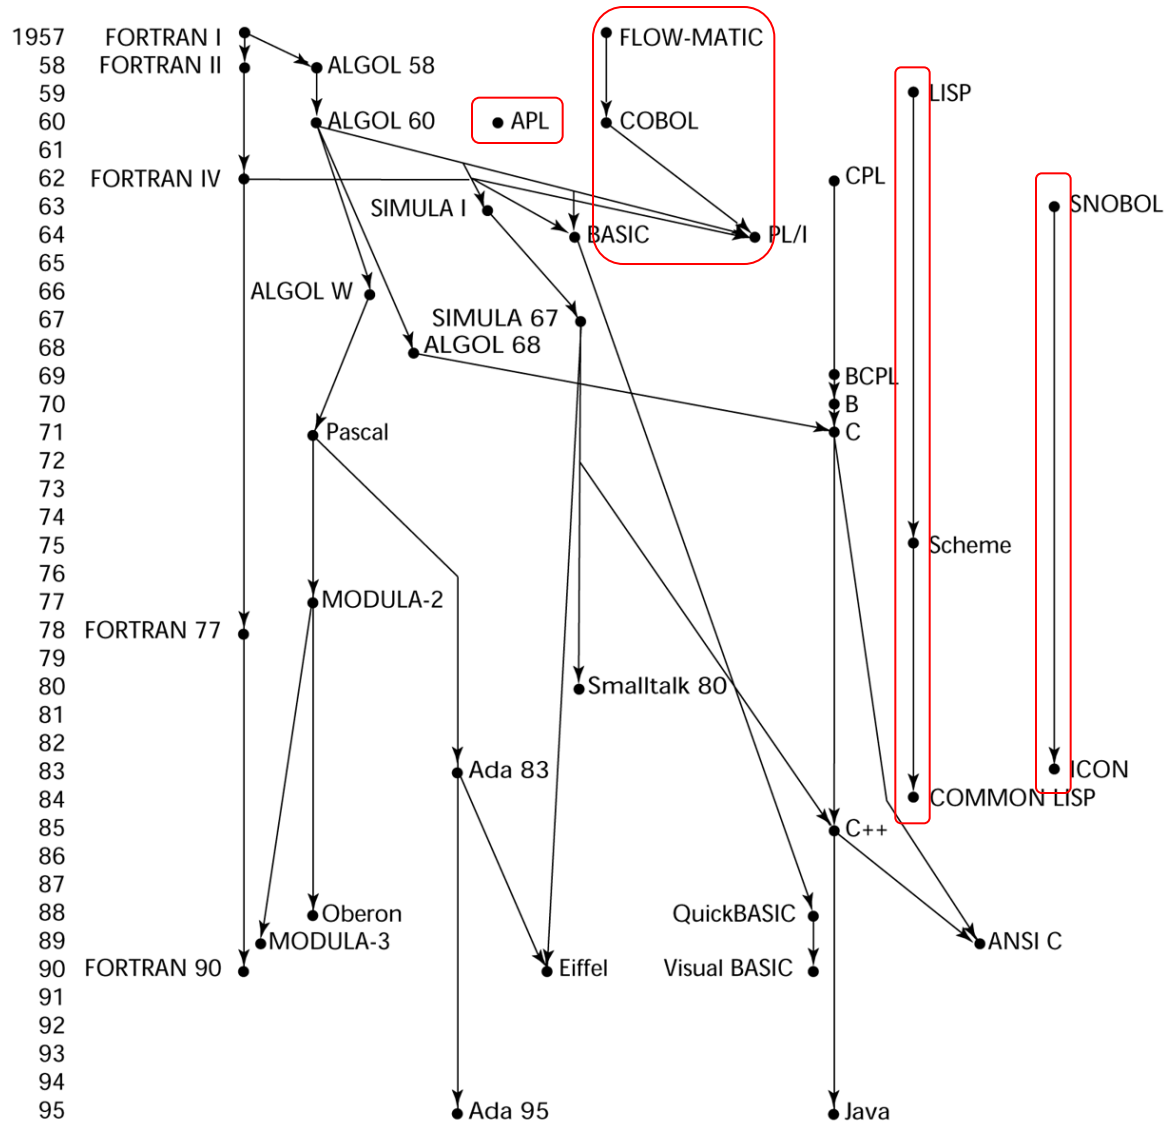 1957 FORTRAN I FLOW-MATIC
58 FORTRAN II ALGOL 58
59 LISP
60 ALGOL 60 APL COBOL
61
62 FORTRAN IV CPL
63 SIMULA I SNOBOL
64 BASIC PL/I
65
66 ALGOL W
67 SIMULA 67
68 ALGOL 68
69 BCPL
70 B
71 Pascal C
72
73
74
75 Scheme
76
77 MODULA-2
78 FORTRAN 77
79
80 Smalltalk 80
81
82
83 Ada 83 ICON
84 COMMON LISP
85 C++
86
87
88 Oberon QuickBASIC
89 MODULA-3 ANSI C
90 FORTRAN 90 Eiffel Visual BASIC
91
92
93
94
95 Ada 95 Java